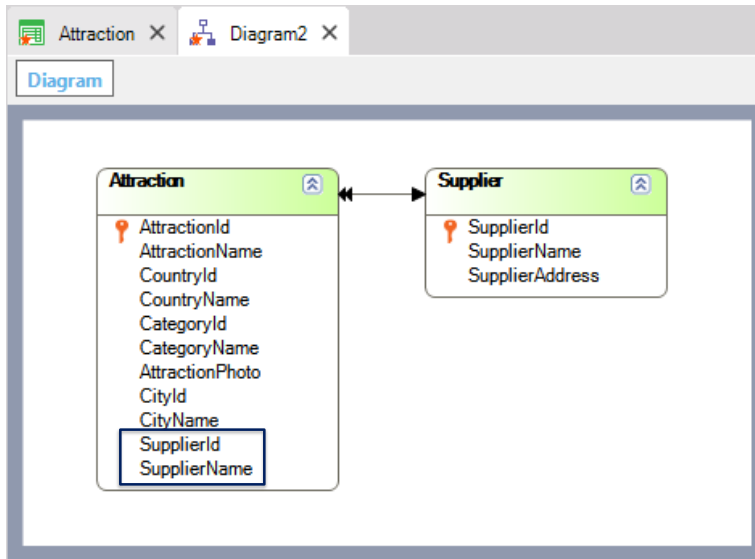 Attraction
Diagram2
Diagram
Attraction
AttractionId
AttractionName
CountryId
CountryName
CategoryId
CategoryName
AttractionPhoto
CityId
CityName
SupplierId
SupplierName
Supplier
SupplierId
SupplierName
SupplierAddress